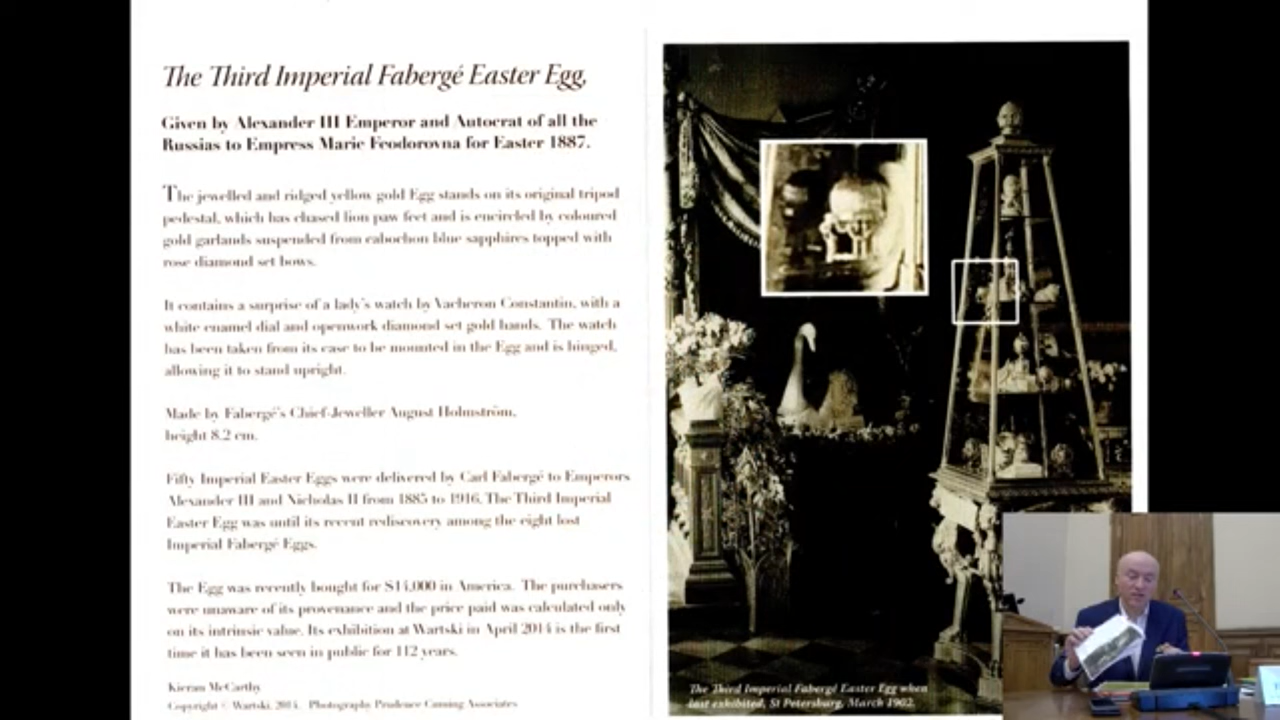 The Third Imperial Fabergé Easter Egg,
Given by Alexander III Emperor and Autocrat of all the
Russias to Empress Marie Feodorovna for Easter 1887.
The jewelled and ridged yellow gold Egg stands on its original tripod
pedestal, which has chased lion paw feet and is encircled by coloured
gold garlands suspended from cabochon blue sapphires topped with
rose diamond set bows.
It contains a surprise of a lady's watch by Vacheron Constantin, with a
white enamel dial and openwork diamond set gold hands. The watch
has been taken from its case to be mounted in the Egg and is hinged,
allowing it to stand upright.
Made by Fabergé's Chief-Jeweller August Holmström,
height 8.2 cm.
Fifty Imperial Easter Eggs were delivered by Carl Fabergé to Emperors
Alexander III and Nicholas II from 1885 to 1916. The Third Imperial
Easter Egg was until its recent rediscovery among the eight lost
Imperial Fabergé Eggs.
The Egg was recently bought for $14,000 in America. The purchasers
were unaware of its provenance and the price paid was calculated only
on its intrinsic value. Its exhibition at Wartski in April 2014 is the first
time it has been seen in public for 112 years.
Kieran McCarthy
Copyright © Wartski, 2014. Photography Prudence Cuming Associates
The Third Imperial Fabergé Easter Egg when
last exhibited, St Petersburg, March 1902.